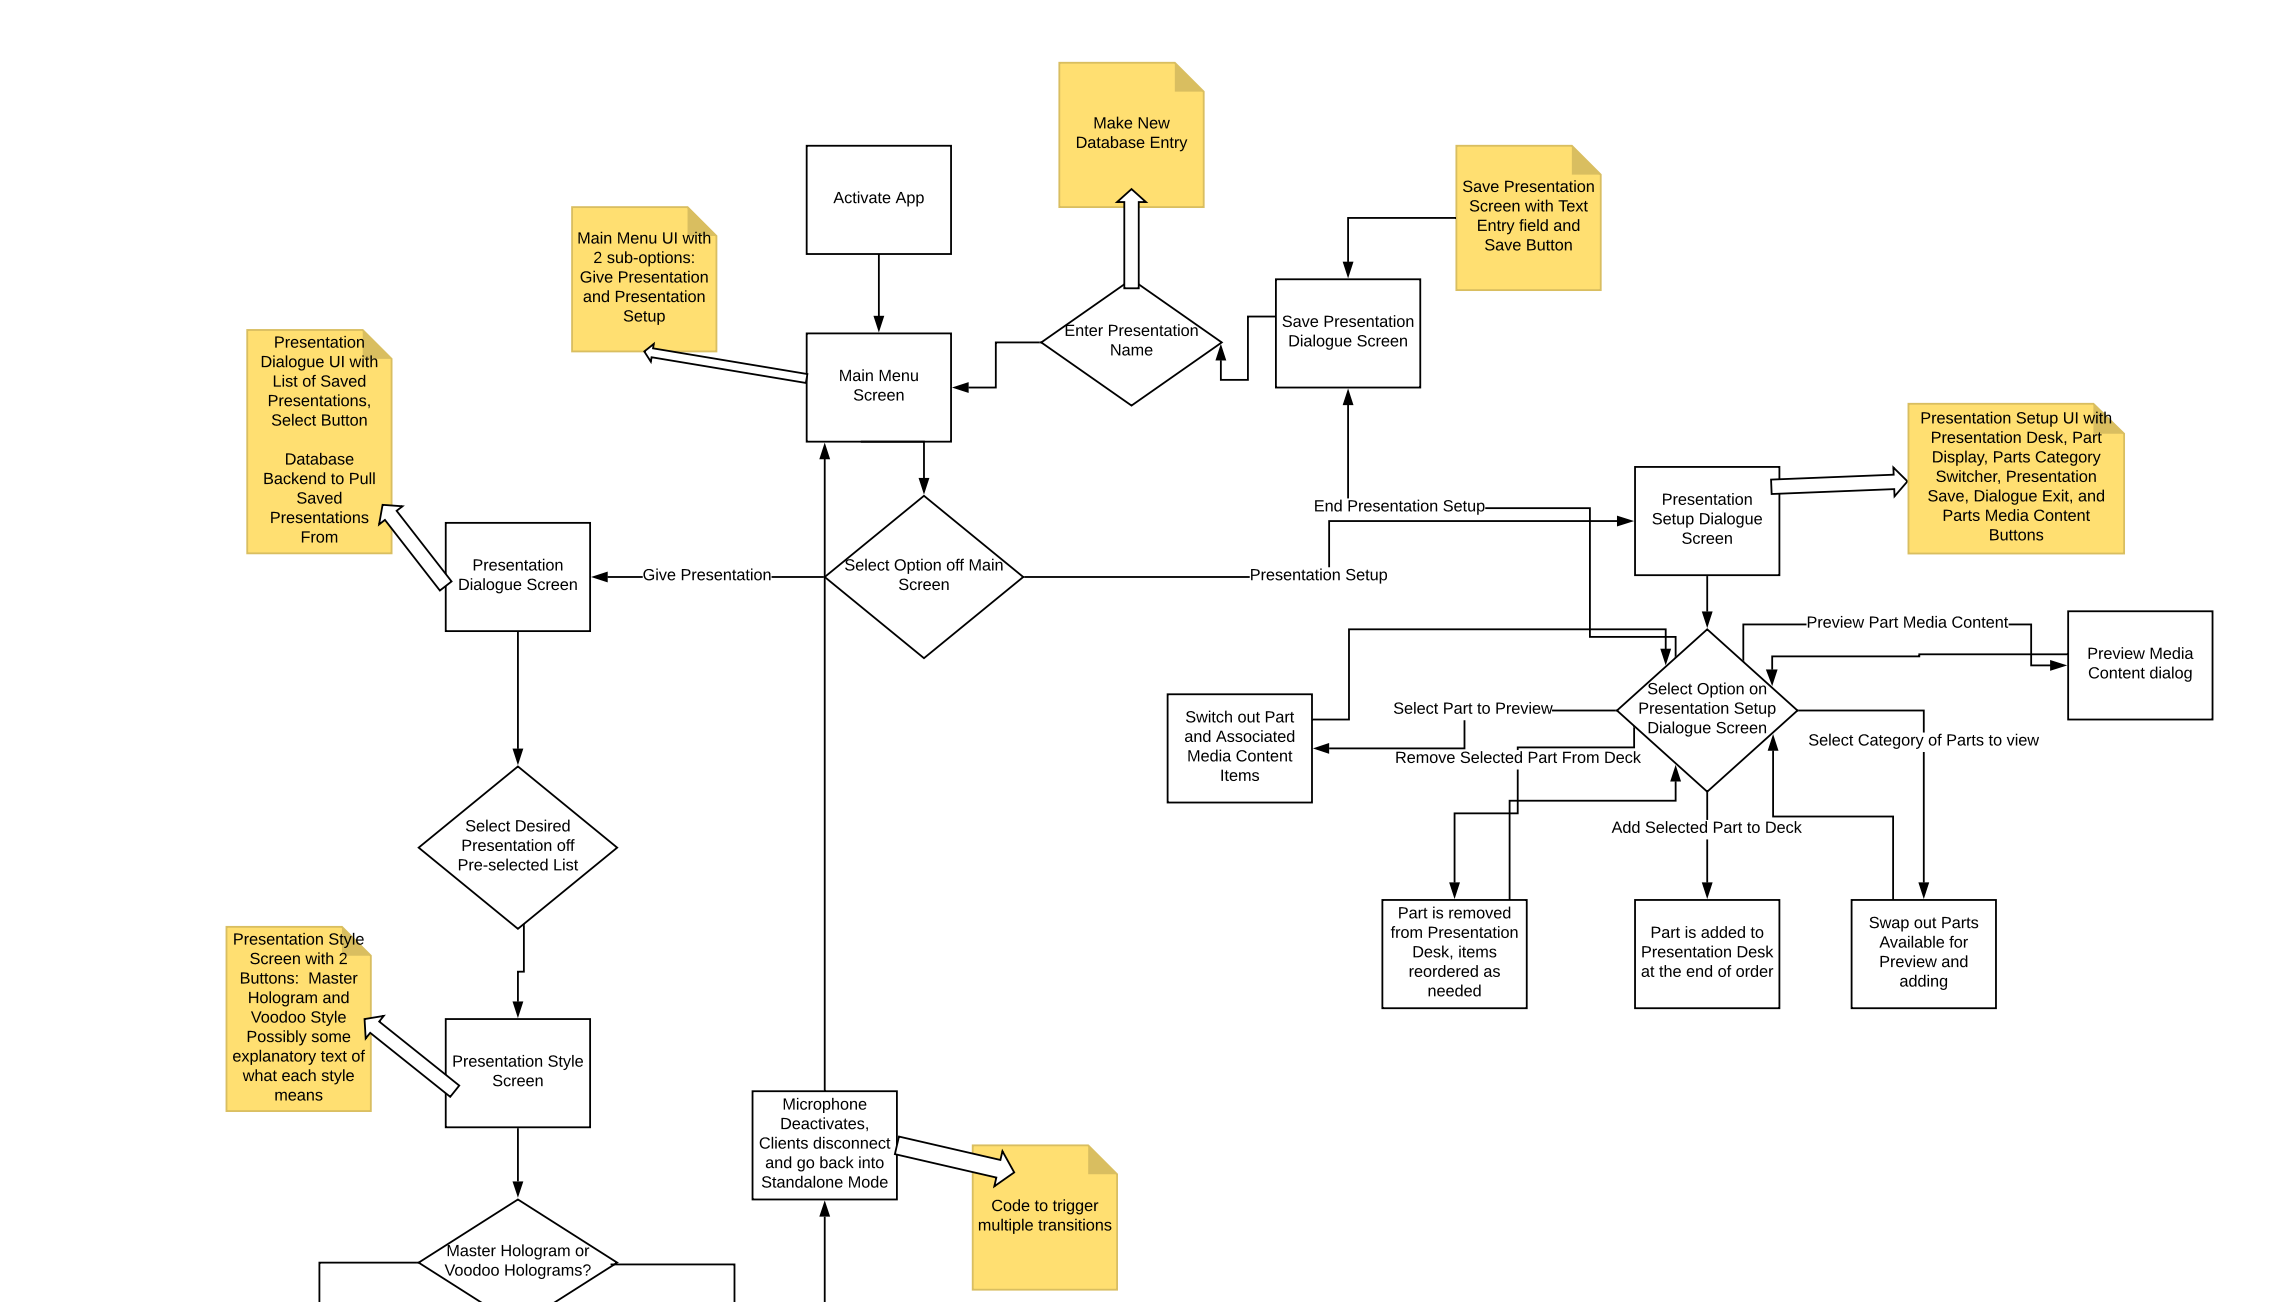 Make New
Database Entry
Activate App
Save Presentation
Screen with Text
Entry field and
Save Button
Main Menu UI with
2 sub-options:
Give Presentation
and Presentation
Setup
Enter Presentation
Name
Save Presentation
Dialogue Screen
Presentation
Dialogue UI with
List of Saved
Presentations,
Select Button
Database
Backend to Pull
Saved
Presentations
From
Main Menu
Screen
Presentation Setup UI with
Presentation Desk, Part
Display, Parts Category
Switcher, Presentation
Save, Dialogue Exit, and
Parts Media Content
Buttons
End Presentation Setup
Presentation
Setup Dialogue
Screen
Presentation
Dialogue Screen
Give Presentation
Select Option off Main
Screen
Presentation Setup
Preview Part Media Content
Preview Media
Content dialog
Select Option on
Presentation Setup
Dialogue Screen
Select Part to Preview
Switch out Part
and Associated
Media Content
Items
Select Category of Parts to view
Remove Selected Part From Deck
Add Selected Part to Deck
Select Desired
Presentation off
Pre-selected List
Part is removed
from Presentation
Desk, items
reordered as
needed
Part is added to
Presentation Desk
at the end of order
Swap out Parts
Available for
Preview and
adding
Presentation Style
Screen with 2
Buttons:  Master
Hologram and
Voodoo Style
Possibly some
explanatory text of
what each style
means
Presentation Style
Screen
Microphone
Deactivates,
Clients disconnect
and go back into
Standalone Mode
Code to trigger
multiple transitions
Master Hologram or
Voodoo Holograms?